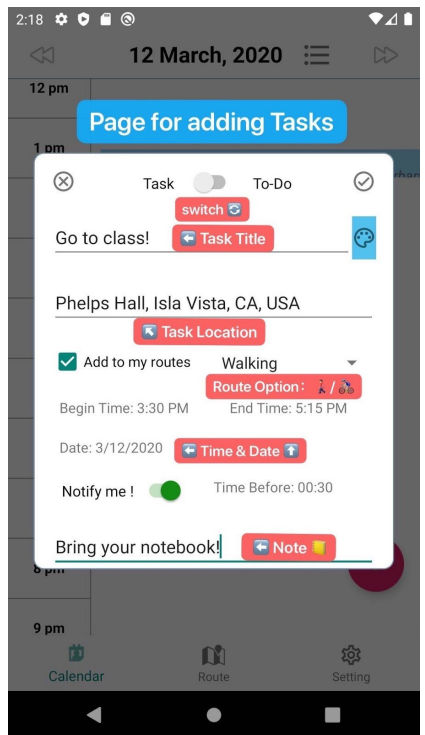 2:18
12 March, 2020
12 pm
Page for adding Tasks
1 pm
Task To-Do
switch
Go to class! Task Title
Phelps Hall, Isla Vista, CA, USA
Task Location
Add to my routes Walking
Route Option: /
Begin Time: 3:30 PM End Time: 5:15 PM
Date: 3/12/2020 Time & Date
Notify me ! Time Before: 00:30
Bring your notebook! Note
8 pm
9 pm
Calendar Route Setting